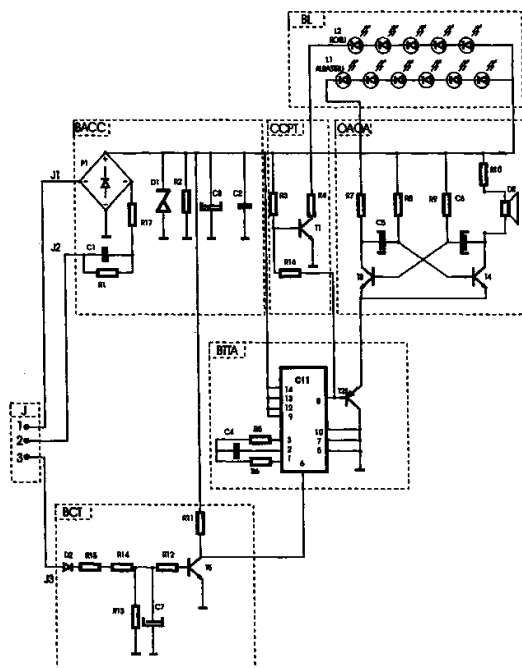 BL
L2
ROSU
L1
ALBASTRU
BACC
CCPT
OAOA
J1
P1
D1
R2
C3
C2
R3
R4
T1
R7
R8
R9
C6
R10
C5
R17
J2
C1
R1
R16
T3
T4
BTTA
CI1
14
13
12
9
8
T2
10
7
5
C4
R5
3
2
1
R6
6
J
1
2
3
BCT
R11
D2
R15
R14
R12
T5
J3
R13
C7